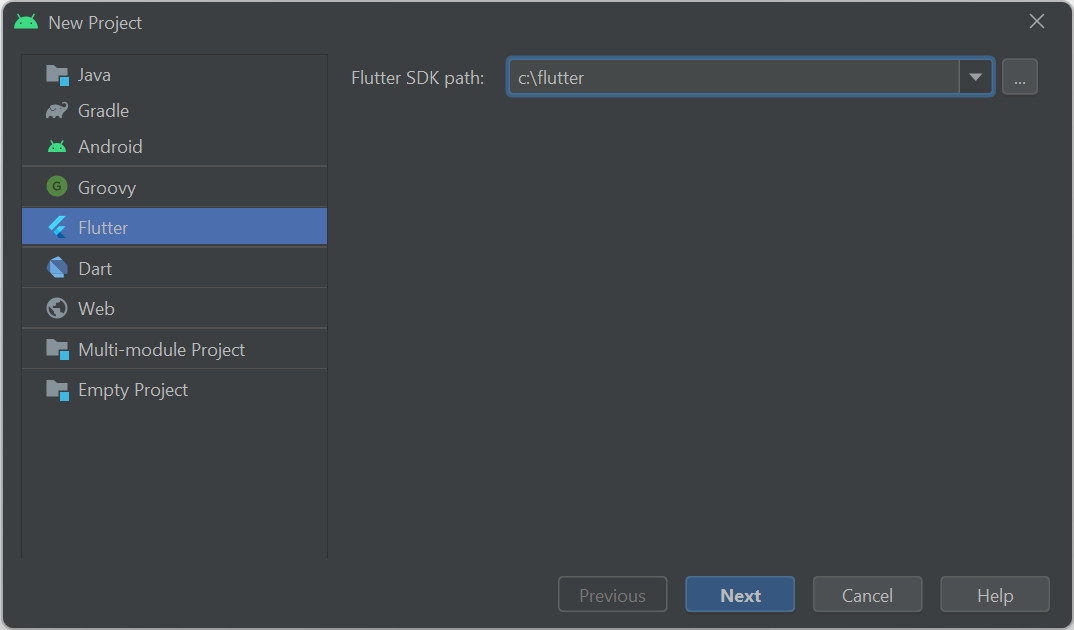 New Project
Java
Gradle
Android
G Groovy
Flutter
Dart
Web
Multi-module Project
Empty Project
Flutter SDK path: c:\flutter ...
Previous Next Cancel Help